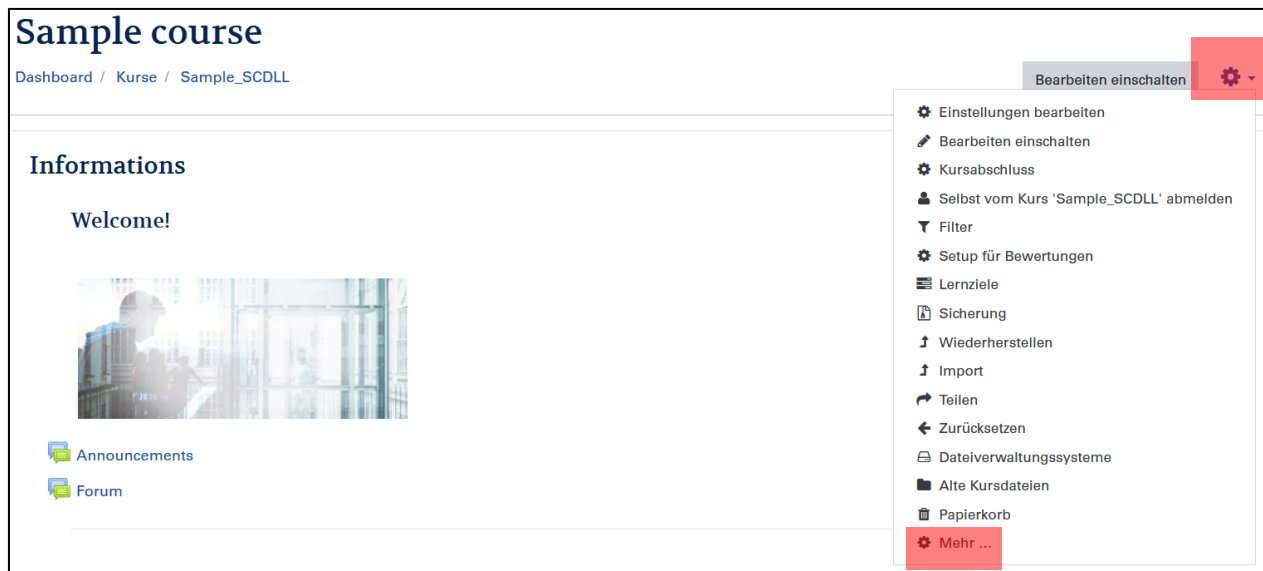 Sample course
Dashboard / Kurse / Sample_SCDLL
Bearbeiten einschalten
Einstellungen bearbeiten
Bearbeiten einschalten
Kursabschluss
Selbst vom Kurs 'Sample_SCDLL' abmelden
Filter
Setup für Bewertungen
Lernziele
Sicherung
Wiederherstellen
Import
Teilen
Zurücksetzen
Dateiverwaltungssysteme
Alte Kursdateien
Papierkorb
Mehr ...
Informations
Welcome!
Announcements
Forum